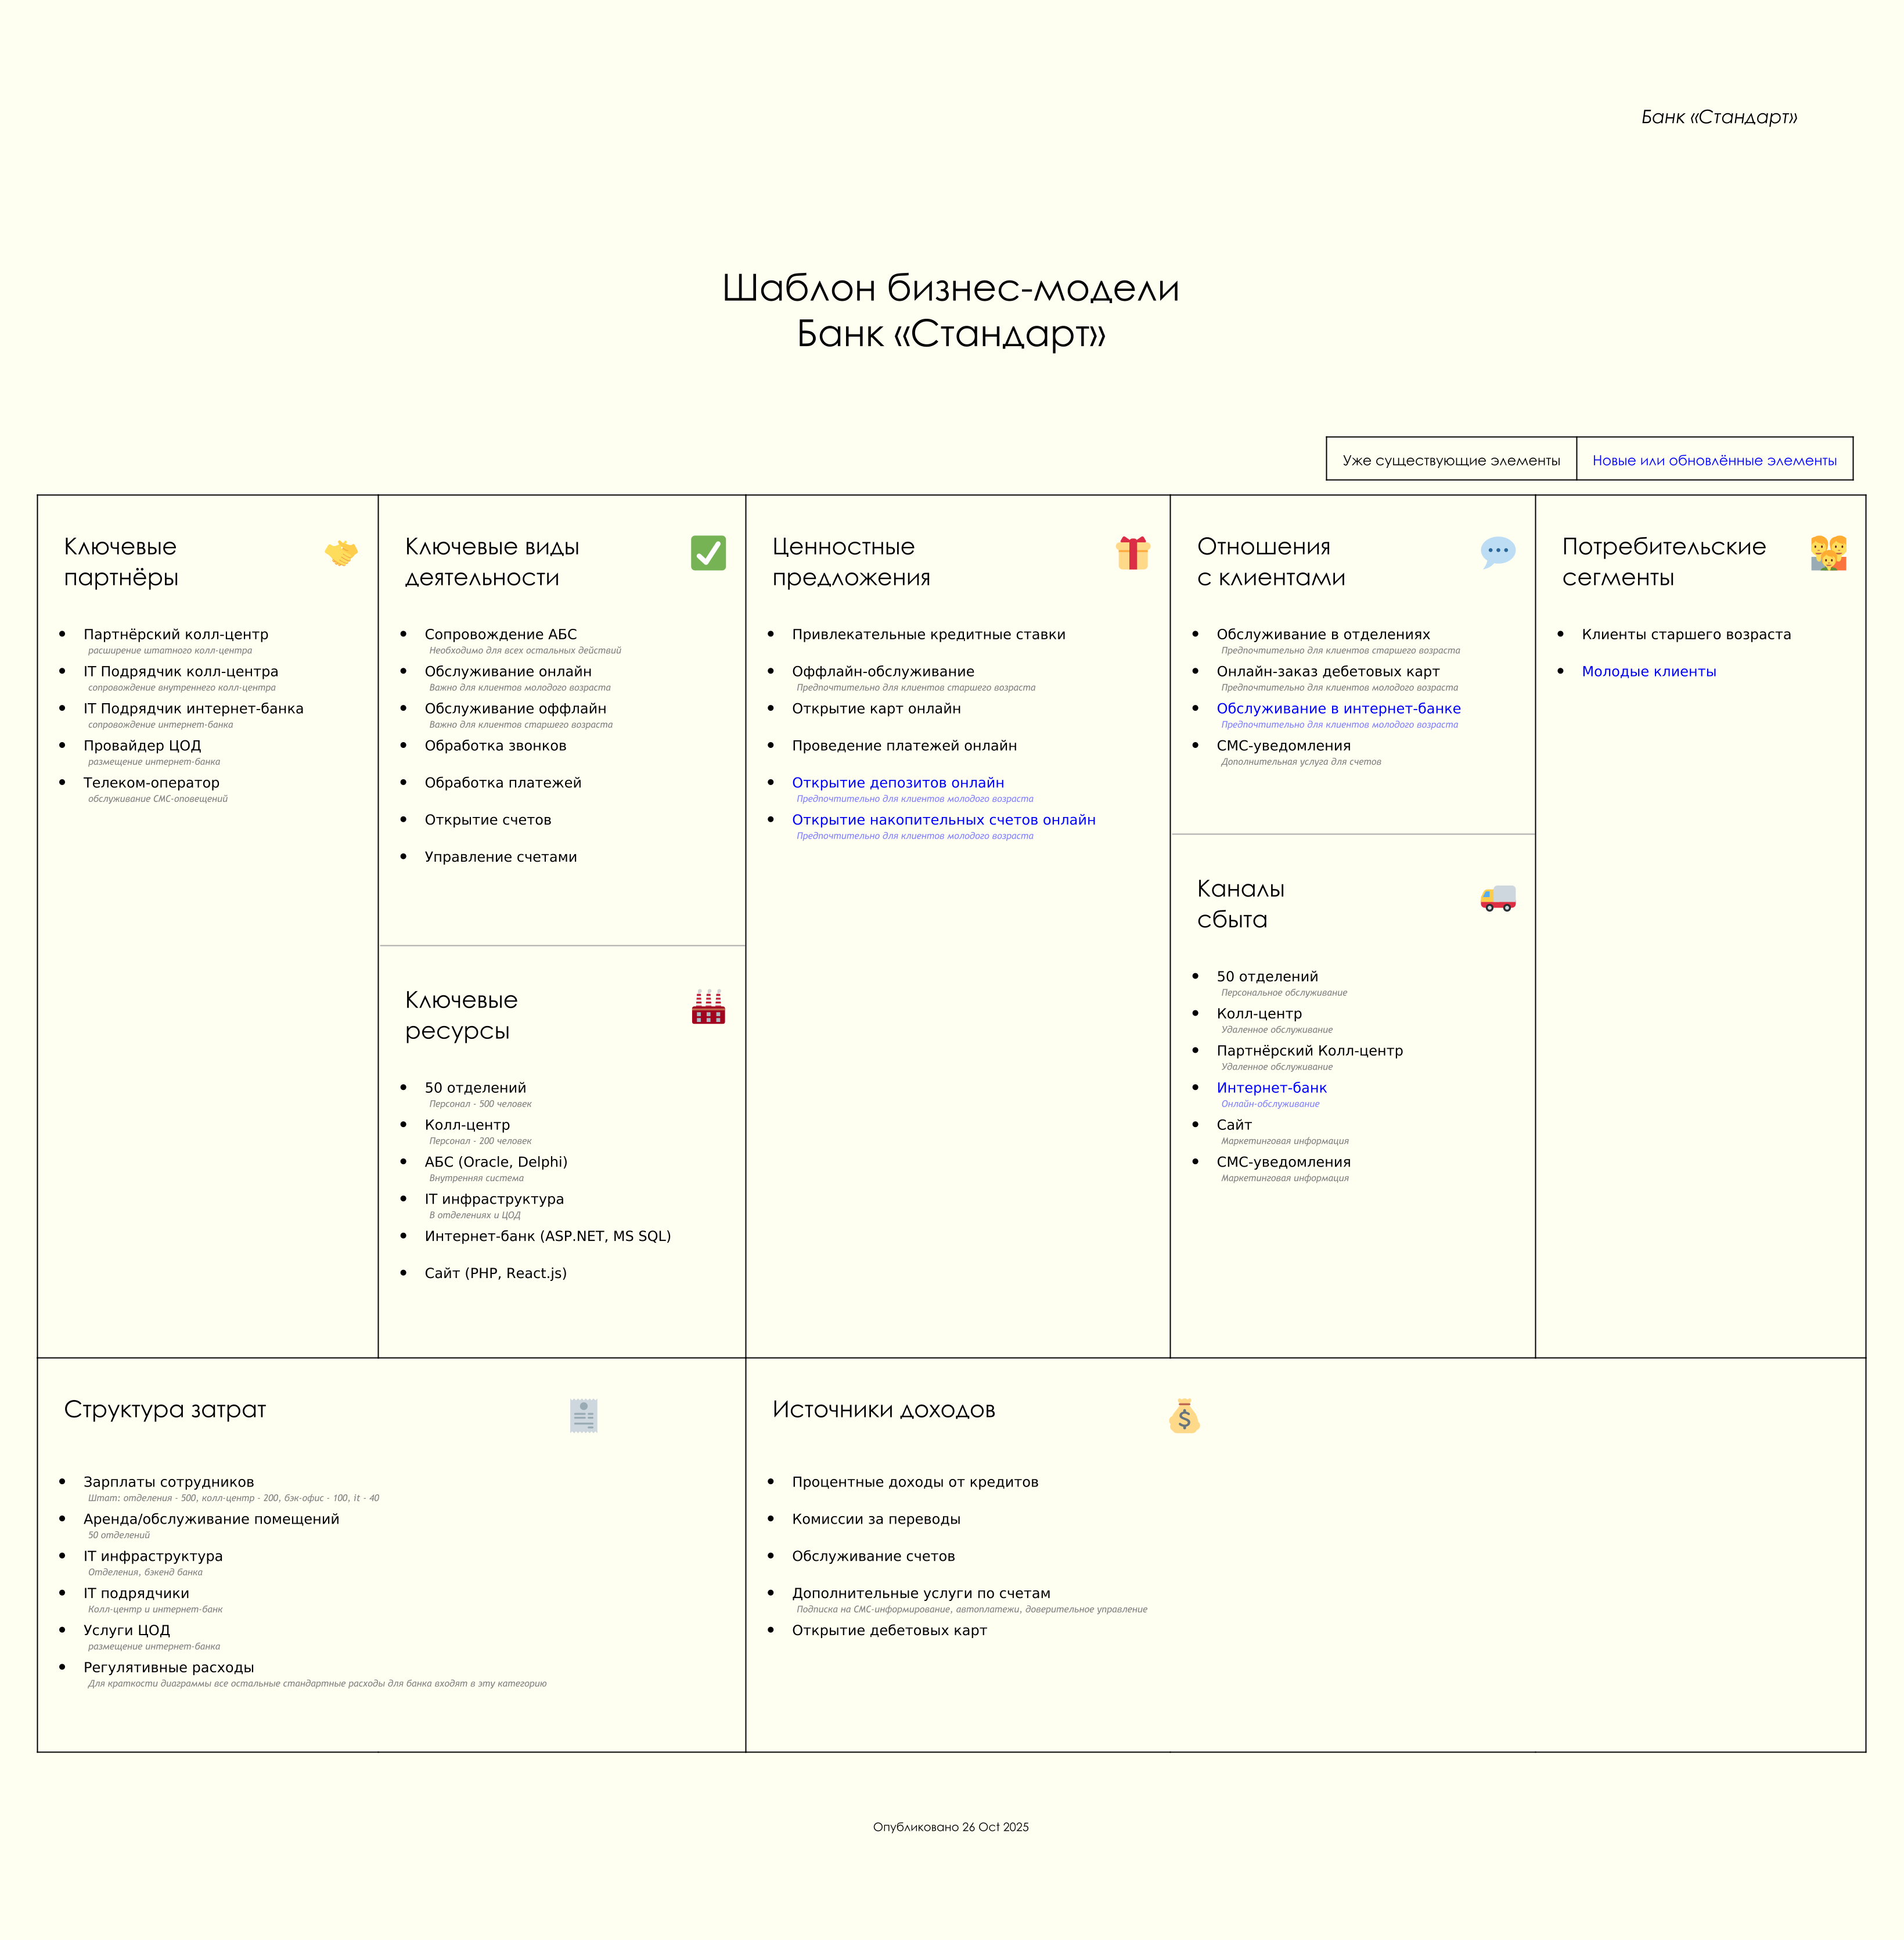 Банк «Стандарт»
Шаблон бизнес-модели
Банк «Стандарт»
Уже существующие элементы
Новые или обновлённые элементы
Ключевые
партнёры
Партнёрский колл-центр
расширение штатного колл-центра
IT Подрядчик колл-центра
сопровождение внутреннего колл-центра
IT Подрядчик интернет-банка
сопровождение интернет-банка
Провайдер ЦОД
размещение интернет-банка
Телеком-оператор
обслуживание СМС-оповещений
Ключевые виды
деятельности
Сопровождение АБС
Необходимо для всех остальных действий
Обслуживание онлайн
Важно для клиентов молодого возраста
Обслуживание оффлайн
Важно для клиентов старшего возраста
Обработка звонков
Обработка платежей
Открытие счетов
Управление счетами
Ключевые
ресурсы
50 отделений
Персонал - 500 человек
Колл-центр
Персонал - 200 человек
АБС (Oracle, Delphi)
Внутренняя система
IT инфраструктура
В отделениях и ЦОД
Интернет-банк (ASP.NET, MS SQL)
Сайт (PHP, React.js)
Ценностные
предложения
Привлекательные кредитные ставки
Оффлайн-обслуживание
Предпочтительно для клиентов старшего возраста
Открытие карт онлайн
Проведение платежей онлайн
Открытие депозитов онлайн
Предпочтительно для клиентов молодого возраста
Открытие накопительных счетов онлайн
Предпочтительно для клиентов молодого возраста
Отношения
с клиентами
Обслуживание в отделениях
Предпочтительно для клиентов старшего возраста
Онлайн-заказ дебетовых карт
Предпочтительно для клиентов молодого возраста
Обслуживание в интернет-банке
Предпочтительно для клиентов молодого возраста
СМС-уведомления
Дополнительная услуга для счетов
Каналы
сбыта
50 отделений
Персональное обслуживание
Колл-центр
Удаленное обслуживание
Партнёрский Колл-центр
Удаленное обслуживание
Интернет-банк
Онлайн-обслуживание
Сайт
Маркетинговая информация
СМС-уведомления
Маркетинговая информация
Потребительские
сегменты
Клиенты старшего возраста
Молодые клиенты
Структура затрат
Зарплаты сотрудников
Штат: отделения - 500, колл-центр - 200, бэк-офис - 100, it - 40
Аренда/обслуживание помещений
50 отделений
IT инфраструктура
Отделения, бэкенд банка
IT подрядчики
Колл-центр и интернет-банк
Услуги ЦОД
размещение интернет-банка
Регулятивные расходы
Для краткости диаграммы все остальные стандартные расходы для банка входят в эту категорию
Источники доходов
Процентные доходы от кредитов
Комиссии за переводы
Обслуживание счетов
Дополнительные услуги по счетам
Подписка на СМС-информирование, автоплатежи, доверительное управление
Открытие дебетовых карт
Опубликовано 26 Oct 2025